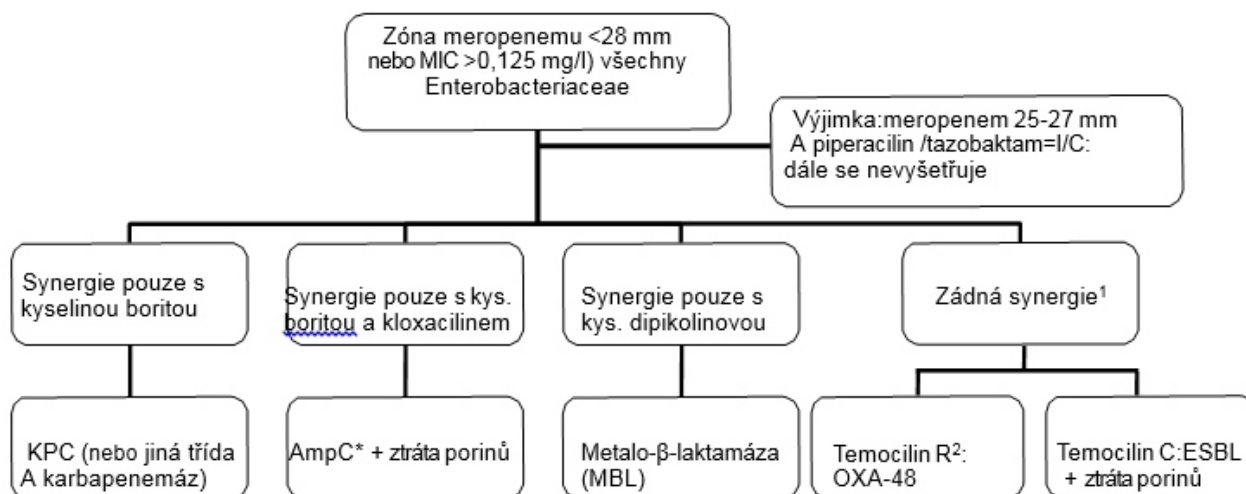 Zóna meropenemu <28 mm
nebo MIC >0,125 mg/l) všechny
Enterobacteriaceae
Výjimka:meropenem 25-27 mm
A piperacilin /tazobaktam=I/C:
dále se nevyšetřuje
Synergie pouze s
kyselinou boritou
Synergie pouze s kys.
boritou a kloxacilinem
Synergie pouze s
kys. dipikolinovou
Zádná synergie¹
KPC (nebo jiná třída
A karbapenemáz)
AmpC* + ztráta porinů
Metalo-β-laktamáza
(MBL)
Temocilin R²:
OXA-48
Temocilin C:ESBL
+ ztráta porinů